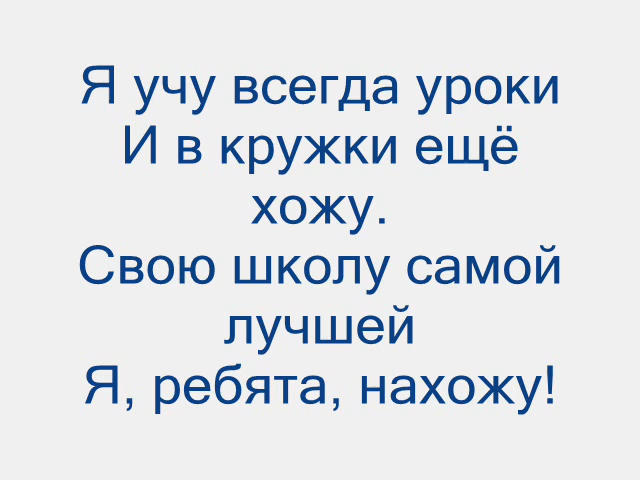 Я учу всегда уроки
И в кружки ещё
хожу.
Свою школу самой
лучшей
Я, ребята, нахожу!